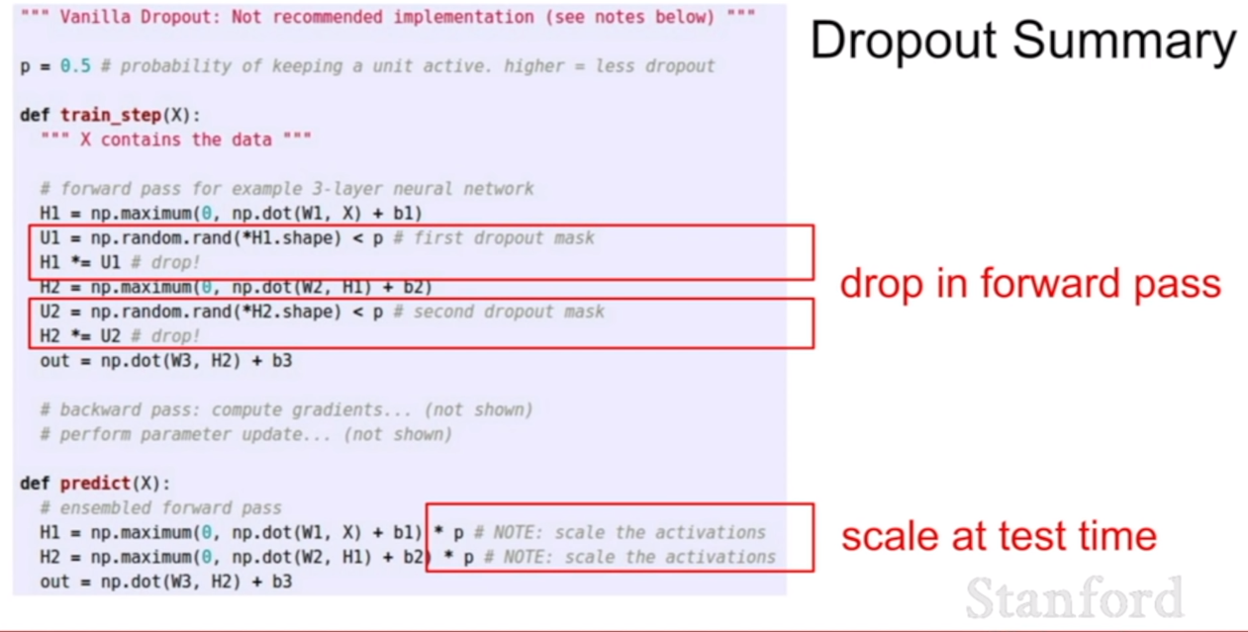 """ Vanilla Dropout: Not recommended implementation (see notes below) """
Dropout Summary
p = 0.5 # probability of keeping a unit active. higher = less dropout
def train_step(X):
""" X contains the data """
# forward pass for example 3-layer neural network
H1 = np.maximum(0, np.dot(W1, X) + b1)
U1 = np.random.rand(*H1.shape) < p # first dropout mask
H1 *= U1 # drop!
drop in forward pass
H2 = np.maximum(0, np.dot(W2, H1) + b2)
U2 = np.random.rand(*H2.shape) < p # second dropout mask
H2 *= U2 # drop!
out = np.dot(W3, H2) + b3
# backward pass: compute gradients... (not shown)
# perform parameter update... (not shown)
def predict(X):
# ensembled forward pass
H1 = np.maximum(0, np.dot(W1, X) + b1) * p # NOTE: scale the activations
H2 = np.maximum(0, np.dot(W2, H1) + b2) * p # NOTE: scale the activations
scale at test time
out = np.dot(W3, H2) + b3
Stanford